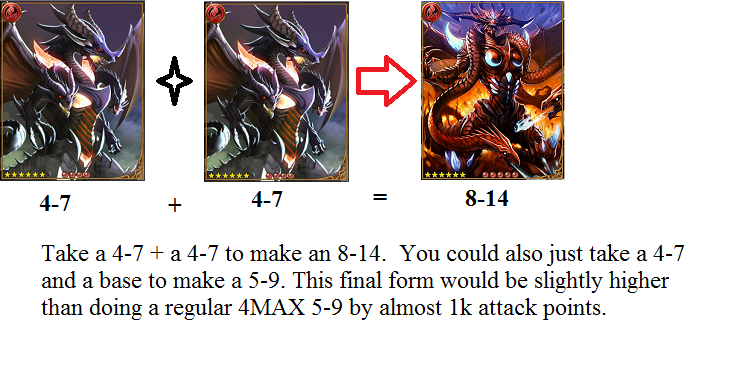 4-7 + 4-7 = 8-14
Take a 4-7 + a 4-7 to make an 8-14.  You could also just take a 4-7
and a base to make a 5-9. This final form would be slightly higher
than doing a regular 4MAX 5-9 by almost 1k attack points.